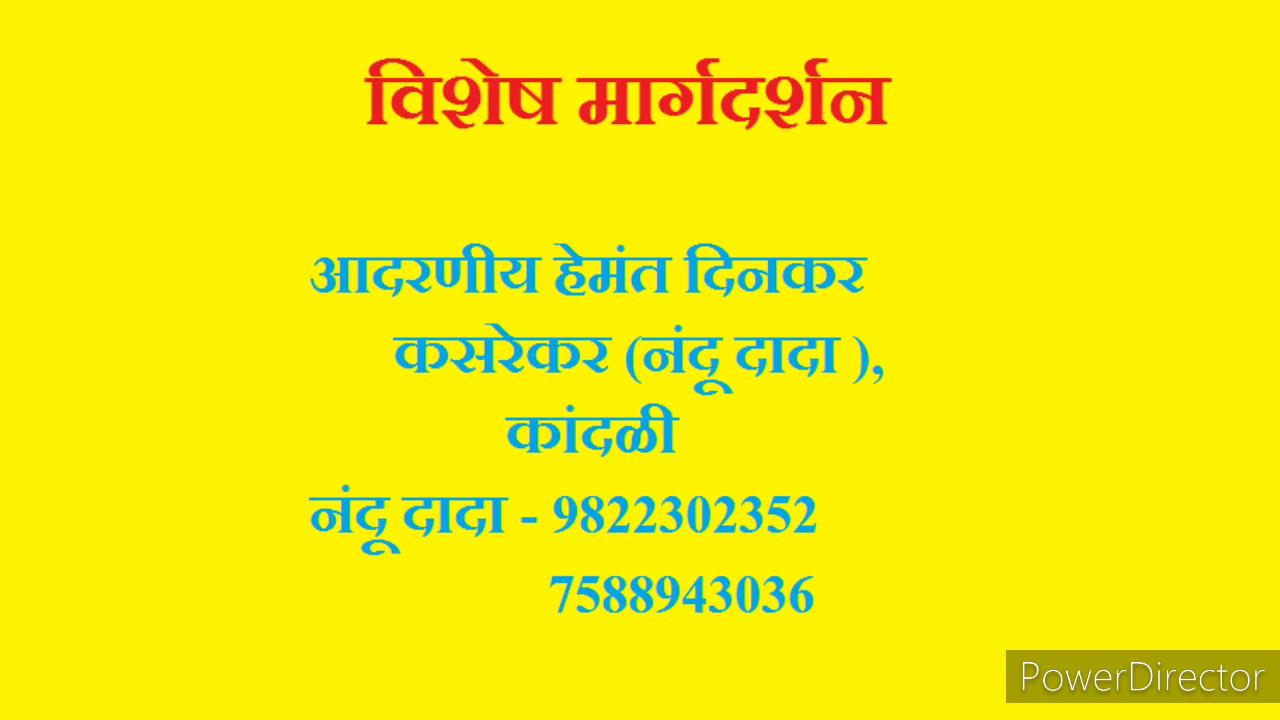 विशेष मार्गदर्शन
आदरणीय हेमंत दिनकर
कसरेकर (नंदू दादा ),
कांदळी
नंदू दादा - 9822302352
7588943036
PowerDirector